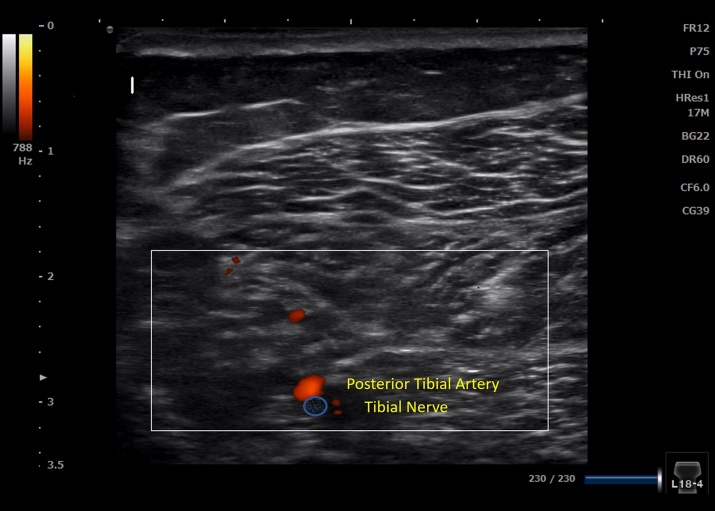 0
FR12
P75
THI On
HRes1
17M
BG22
DR60
CF6.0
CG39
788
Hz
1
2
3
3.5
Posterior Tibial Artery
Tibial Nerve
230 / 230
L18-4